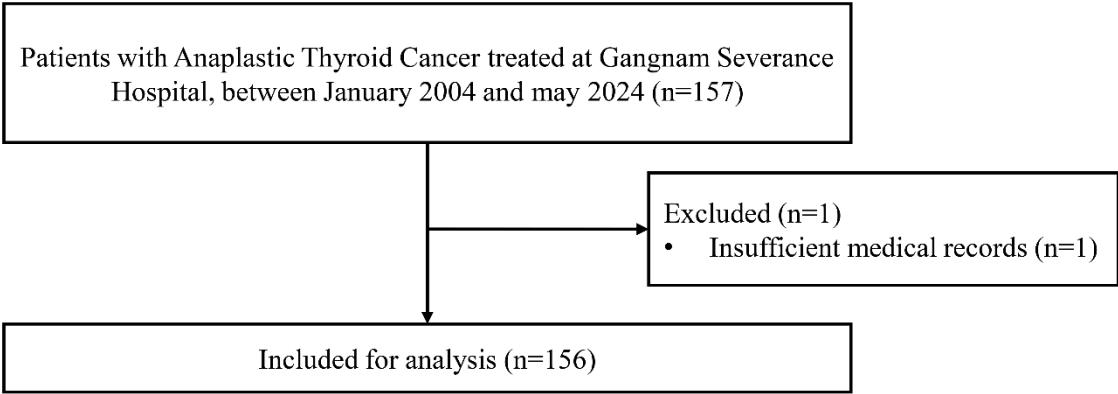 Patients with Anaplastic Thyroid Cancer treated at Gangnam Severance
Hospital, between January 2004 and may 2024 (n=157)
Excluded (n=1)
• Insufficient medical records (n=1)
Included for analysis (n=156)